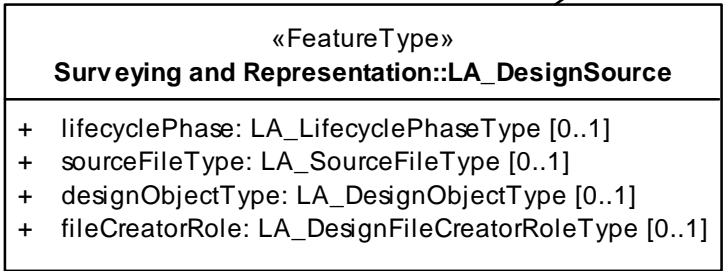 «FeatureType»
Surveying and Representation::LA_DesignSource
+ lifecyclePhase: LA_LifecyclePhaseType [0..1]
+ sourceFileType: LA_SourceFileType [0..1]
+ designObjectType: LA_DesignObjectType [0..1]
+ fileCreatorRole: LA_DesignFileCreatorRoleType [0..1]